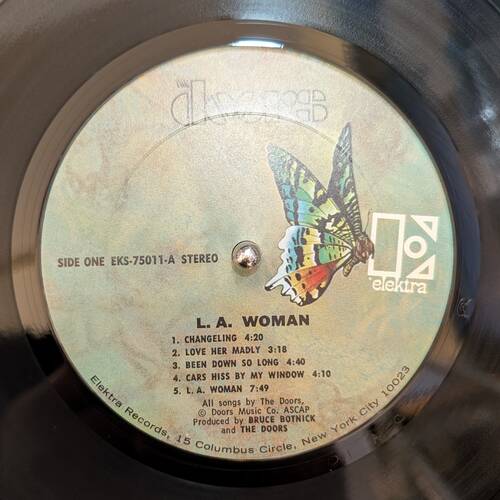 the DOORS
SIDE ONE EKS-75011-A STEREO
elektra
L. A. WOMAN
1. CHANGELING 4:20
2. LOVE HER MADLY 3:18
3. BEEN DOWN SO LONG 4:40
4. CARS HISS BY MY WINDOW 4:10
5. L. A. WOMAN 7:49
All songs by The Doors,
© Doors Music Co. ASCAP
Produced by BRUCE BOTNICK
and THE DOORS
Elektra Records, 15 Columbus Circle, New York City 10023